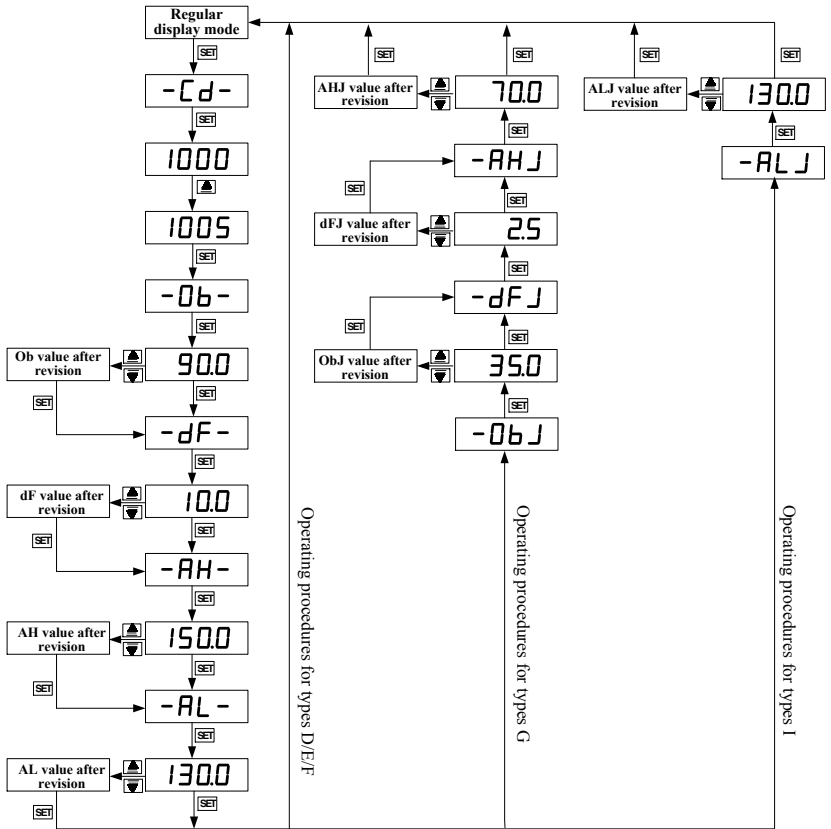 Regular
display mode
SET
-Cd-
SET
1000
1005
SET
-Ob-
SET
Ob value after
revision
90.0
SET
SET
-dF-
SET
dF value after
revision
10.0
SET
SET
-AH-
SET
AH value after
revision
150.0
SET
SET
-AL-
SET
AL value after
revision
130.0
SET
SET
Operating procedures for types D/E/F
SET
SET
AHJ value after
revision
70.0
SET
-AHJ
SET
SET
dFJ value after
revision
2.5
SET
-dFJ
SET
SET
ObJ value after
revision
35.0
SET
-ObJ
Operating procedures for types G
SET
SET
ALJ value after
revision
130.0
SET
-ALJ
Operating procedures for types I